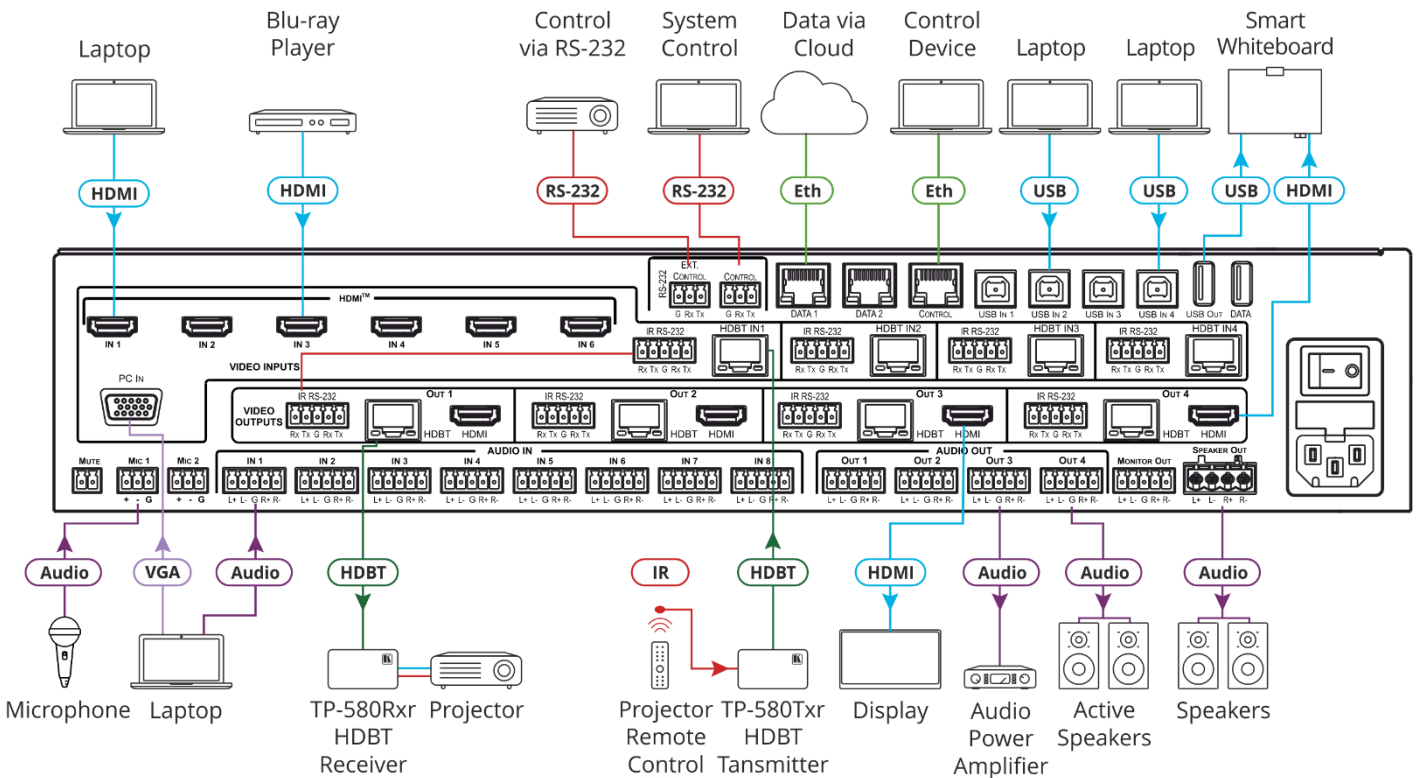 Laptop
Blu-ray
Player
Control
via RS-232
System
Control
Data via
Cloud
Control
Device
Laptop
Laptop
Smart
Whiteboard
HDMI
HDMI
RS-232
RS-232
Eth
Eth
USB
USB
USB
HDMI
HDMI™
IN 1
IN 2
IN 3
IN 4
IN 5
IN 6
RS-232
EXT.
CONTROL
G Rx Tx
CONTROL
G Rx Tx
DATA 1
DATA 2
CONTROL
USB IN 1
USB IN 2
USB IN 3
USB IN 4
USB OUT
DATA
VIDEO INPUTS
IR RS-232
Rx Tx G Rx Tx
HDBT IN1
IR RS-232
Rx Tx G Rx Tx
HDBT IN2
IR RS-232
Rx Tx G Rx Tx
HDBT IN3
IR RS-232
Rx Tx G Rx Tx
HDBT IN4
PC IN
VIDEO
OUTPUTS
IR RS-232
Rx Tx G Rx Tx
OUT 1
HDBT
HDMI
IR RS-232
Rx Tx G Rx Tx
OUT 2
HDBT
HDMI
IR RS-232
Rx Tx G Rx Tx
OUT 3
HDBT
HDMI
IR RS-232
Rx Tx G Rx Tx
OUT 4
HDBT
HDMI
MUTE
MIC 1
+ - G
MIC 2
+ - G
AUDIO IN
IN 1
L+ L- G R+ R-
IN 2
L+ L- G R+ R-
IN 3
L+ L- G R+ R-
IN 4
L+ L- G R+ R-
IN 5
L+ L- G R+ R-
IN 6
L+ L- G R+ R-
IN 7
L+ L- G R+ R-
IN 8
L+ L- G R+ R-
AUDIO OUT
OUT 1
L+ L- G R+ R-
OUT 2
L+ L- G R+ R-
OUT 3
L+ L- G R+ R-
OUT 4
L+ L- G R+ R-
MONITOR OUT
L+ L- G R+ R-
SPEAKER OUT
L+ L- R+ R-
Audio
VGA
Audio
HDBT
IR
HDBT
HDMI
Audio
Audio
Audio
Microphone
Laptop
TP-580Rxr
HDBT
Receiver
Projector
Projector
Remote
Control
TP-580Txr
HDBT
Transmitter
Display
Audio
Power
Amplifier
Active
Speakers
Speakers